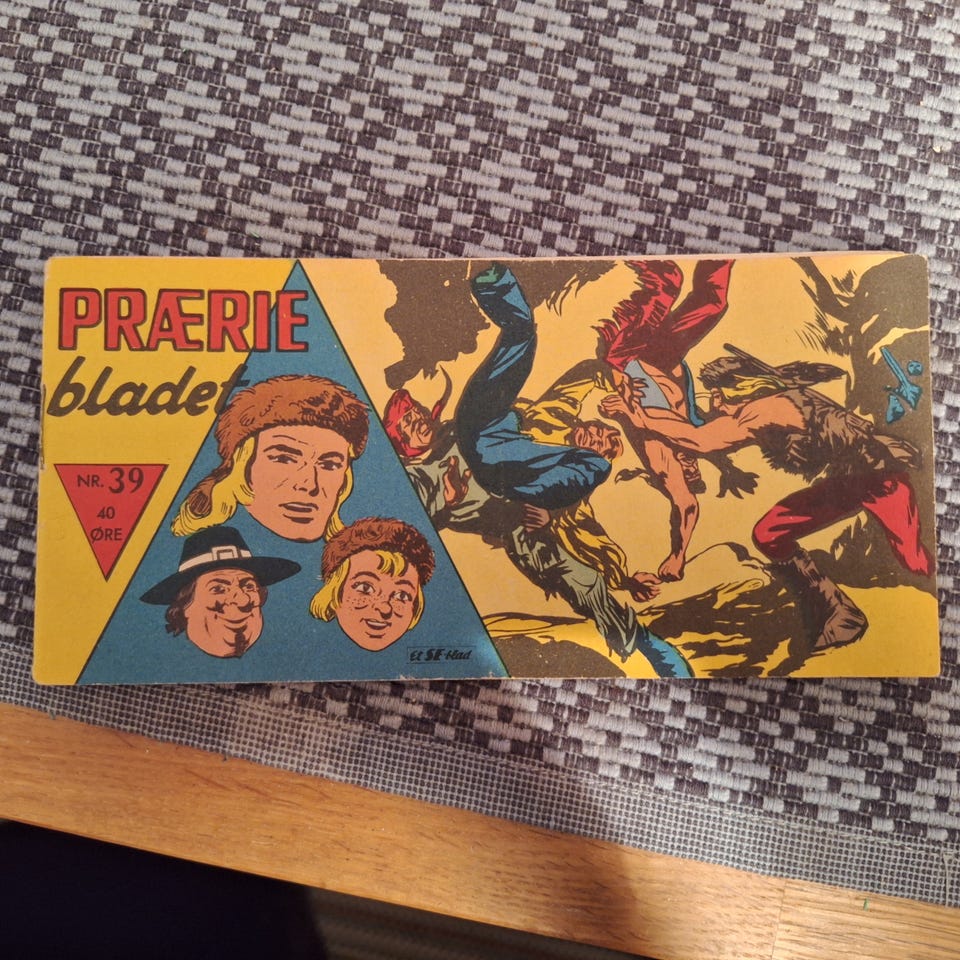 PRÆRIE
bladet
NR. 39
40
ØRE
Et SE-blad